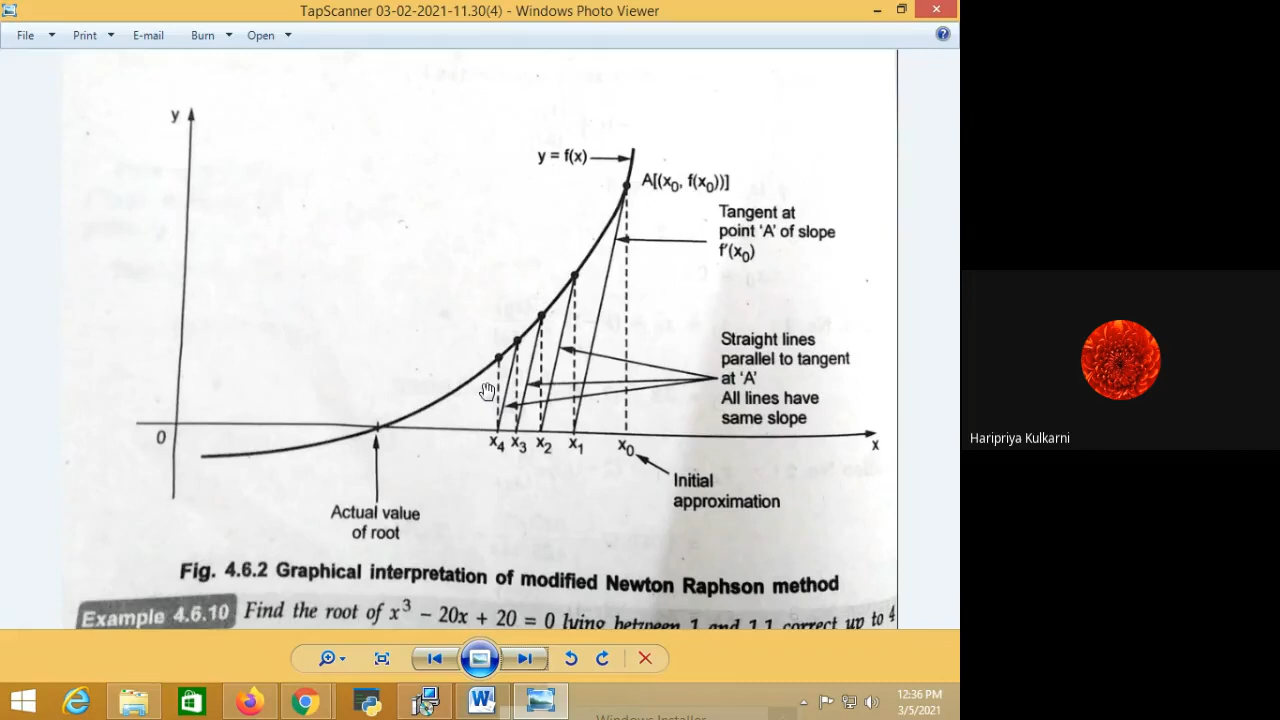 TapScanner 03-02-2021-11.30(4) - Windows Photo Viewer
File Print E-mail Burn Open
y
y = f(x)
A[(x₀, f(x₀))]
Tangent at
point 'A' of slope
f'(x₀)
Straight lines
parallel to tangent
at 'A'
All lines have
same slope
0
x₄ x₃ x₂ x₁ x₀ x
Initial
approximation
Actual value
of root
Fig. 4.6.2 Graphical interpretation of modified Newton Raphson method
Example 4.6.10 Find the root of x³ − 20x + 20 = 0 lying between 1 and 1.1 correct up to 4
Haripriya Kulkarni
12:36 PM
3/5/2021
Windows Installer